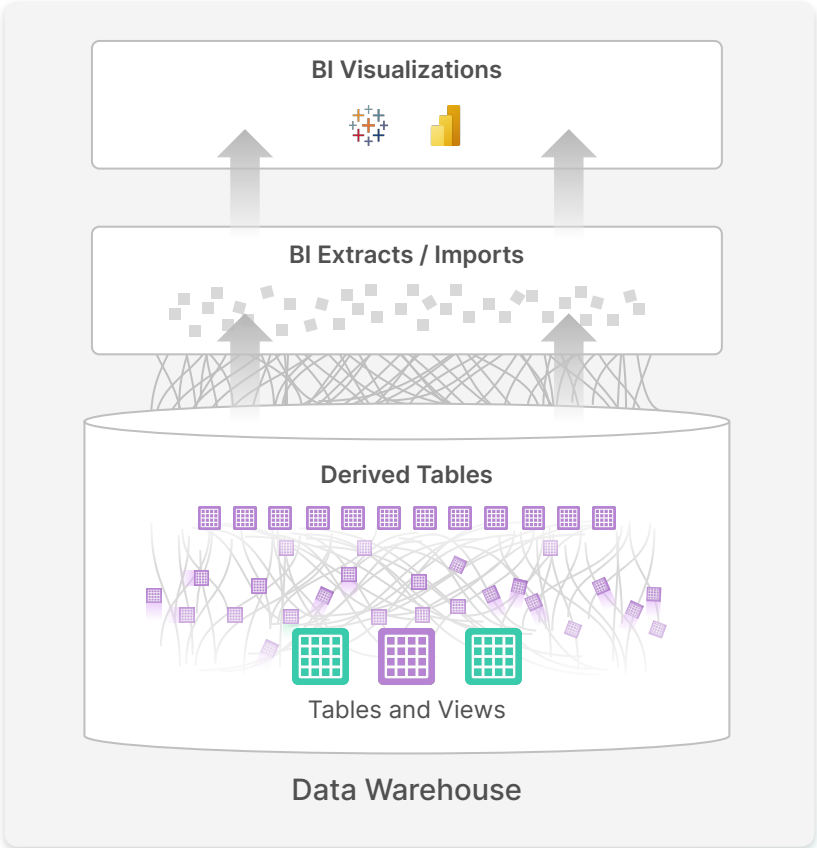 BI Visualizations
BI Extracts / Imports
Derived Tables
Tables and Views
Data Warehouse